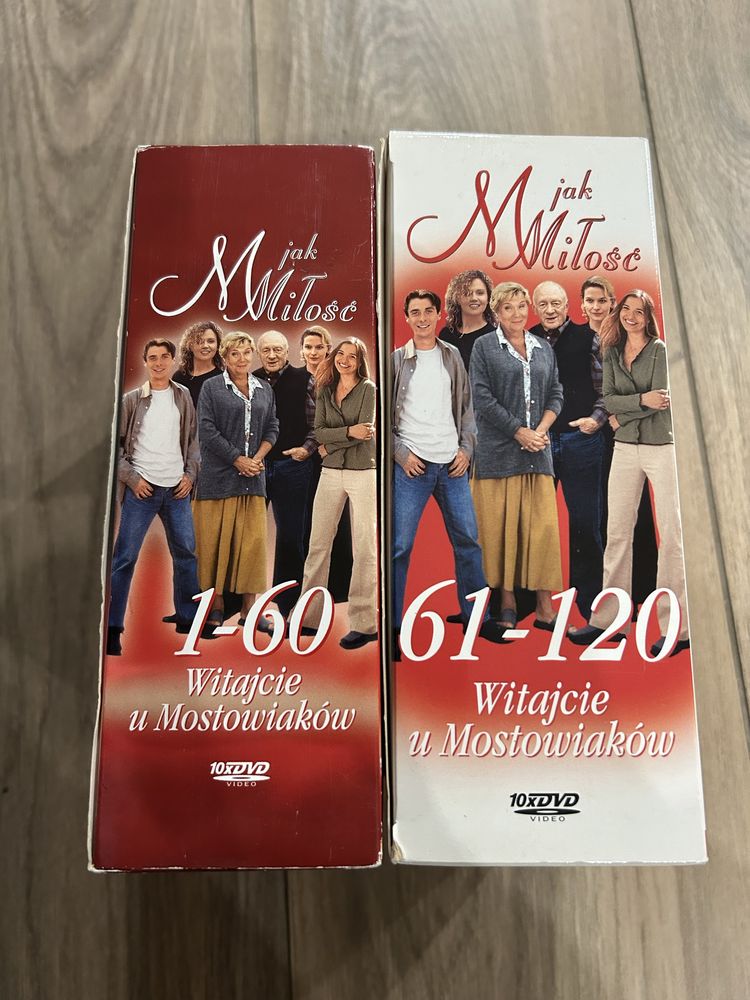 M jak
Miłość
1-60
Witajcie
u Mostowiaków
10xDVD
VIDEO
M jak
Miłość
61-120
Witajcie
u Mostowiaków
10xDVD
VIDEO